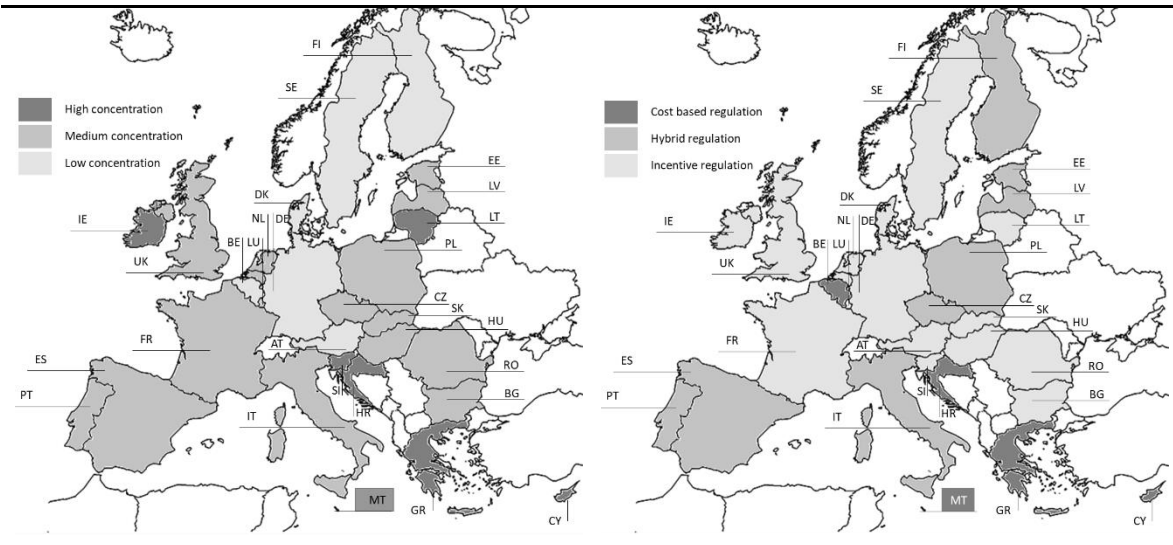 FI
SE
High concentration
Medium concentration
Low concentration
EE
LV
DK
NL
DE
LT
IE
BE
LU
PL
UK
CZ
SK
HU
FR
AT
ES
RO
PT
SI
BG
HR
IT
MT
GR
CY
FI
SE
Cost based regulation
Hybrid regulation
Incentive regulation
EE
LV
DK
NL
DE
LT
IE
BE
LU
PL
UK
CZ
SK
HU
FR
AT
ES
RO
PT
SI
BG
HR
IT
MT
GR
CY